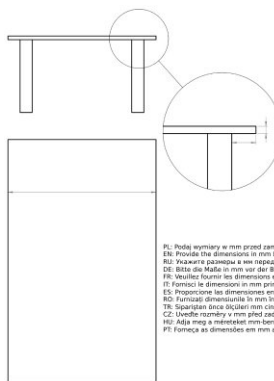 PL: Podaj wymiary w mm przed zam
EN: Provide the dimensions in mm
RU: Укажите размеры в мм перед
DE: Bitte die Maße in mm vor der B
FR: Veuillez fournir les dimensions e
IT: Fornisci le dimensioni in mm prim
ES: Proporcione las dimensiones en
RO: Furnizați dimensiunile în mm în
TR: Siparişten önce ölçüleri mm cin
CZ: Uveďte rozměry v mm před zad
HU: Adja meg a méreteket mm-ben
PT: Forneça as dimensões em mm a